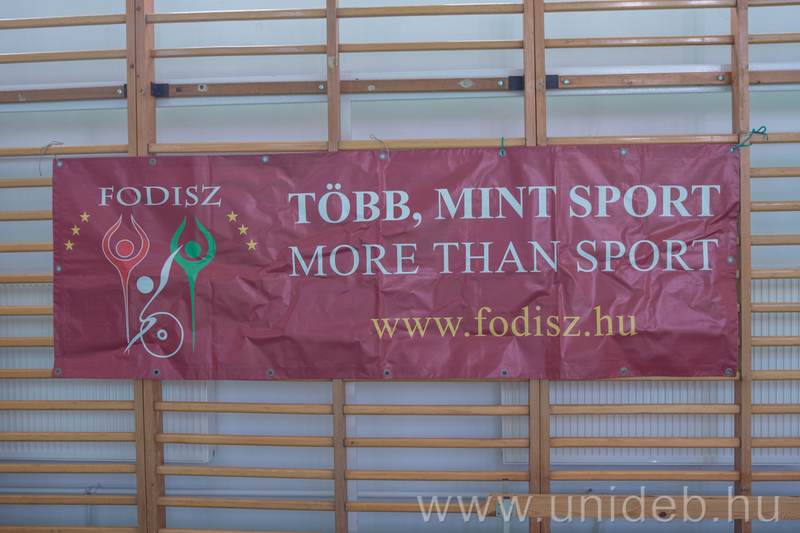 FODISZ
TÖBB, MINT SPORT
MORE THAN SPORT
www.fodisz.hu
www.unideb.hu